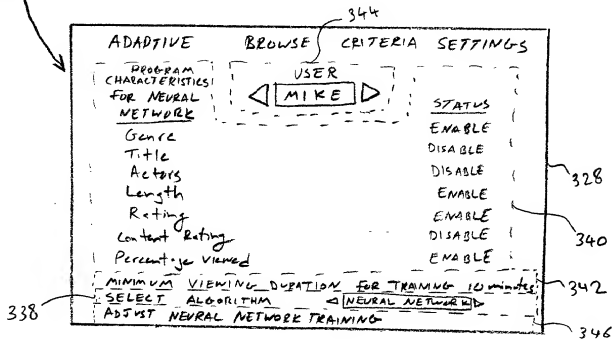 344
ADAPTIVE BROWSE CRITERIA SETTINGS
PROGRAM
CHARACTERISTICS
FOR NEURAL
NETWORK
USER
MIKE
STATUS
Genre ENABLE
Title DISABLE
Actors DISABLE
Length ENABLE
Rating ENABLE
Content Rating DISABLE
Percentage Viewed ENABLE
328
340
MINIMUM VIEWING DURATION FOR TRAINING 10 minutes
342
338
SELECT ALGORITHM NEURAL NETWORK
ADJUST NEURAL NETWORK TRAINING
346